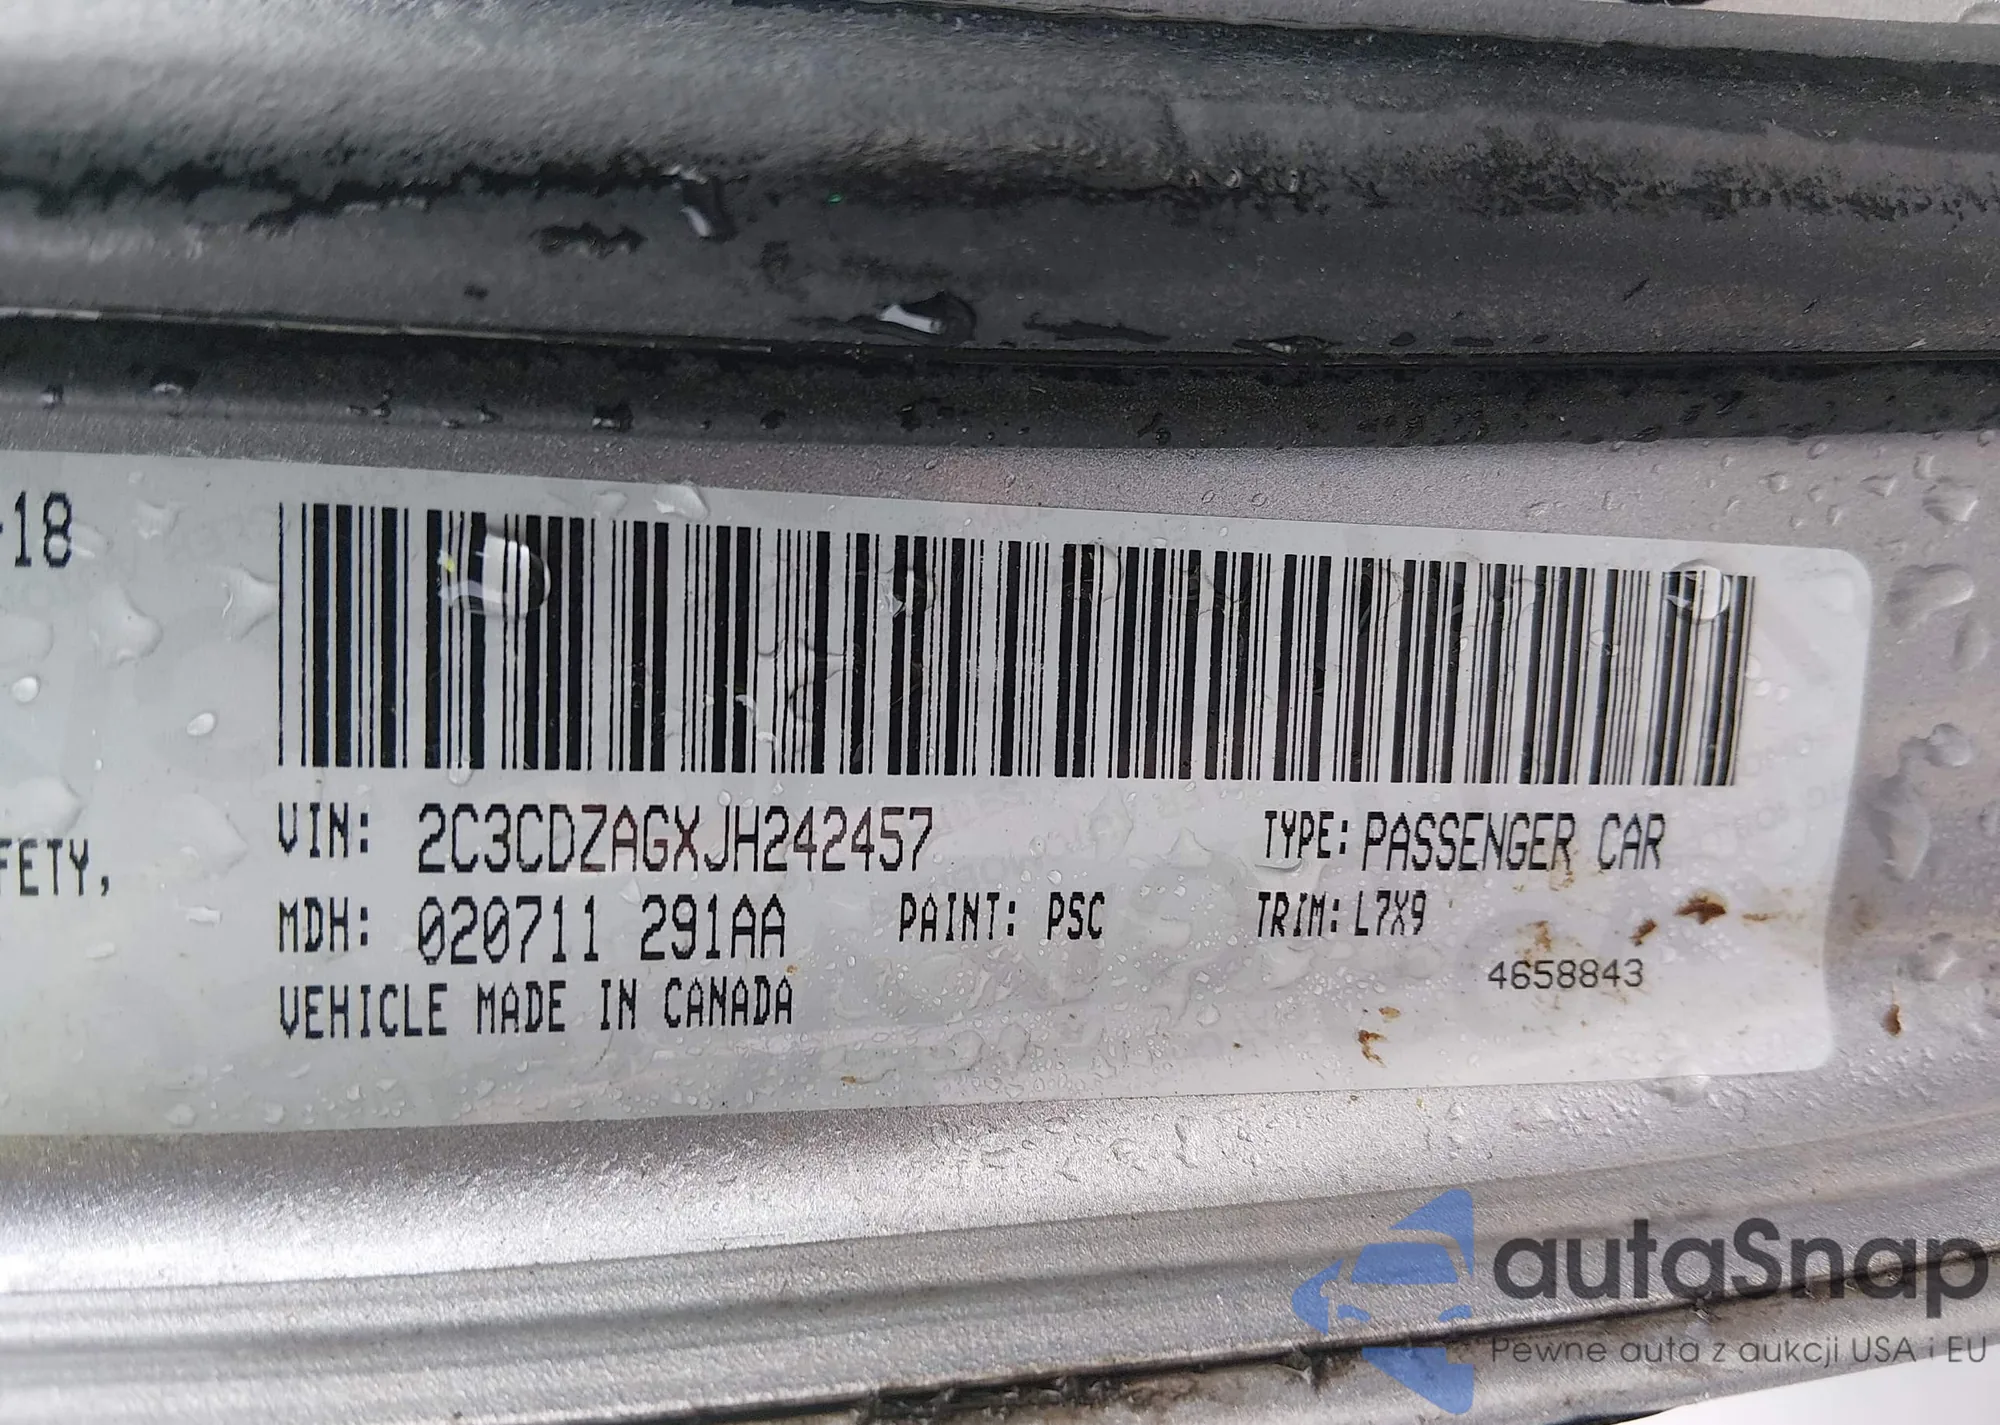 -18
FETY,
VIN: 2C3CDZAGXJH242457
TYPE: PASSENGER CAR
MDH: 020711 291AA
PAINT: PSC
TRIM: L7X9
4658843
VEHICLE MADE IN CANADA
autaSnap
Pewne auta z aukcji USA i EU